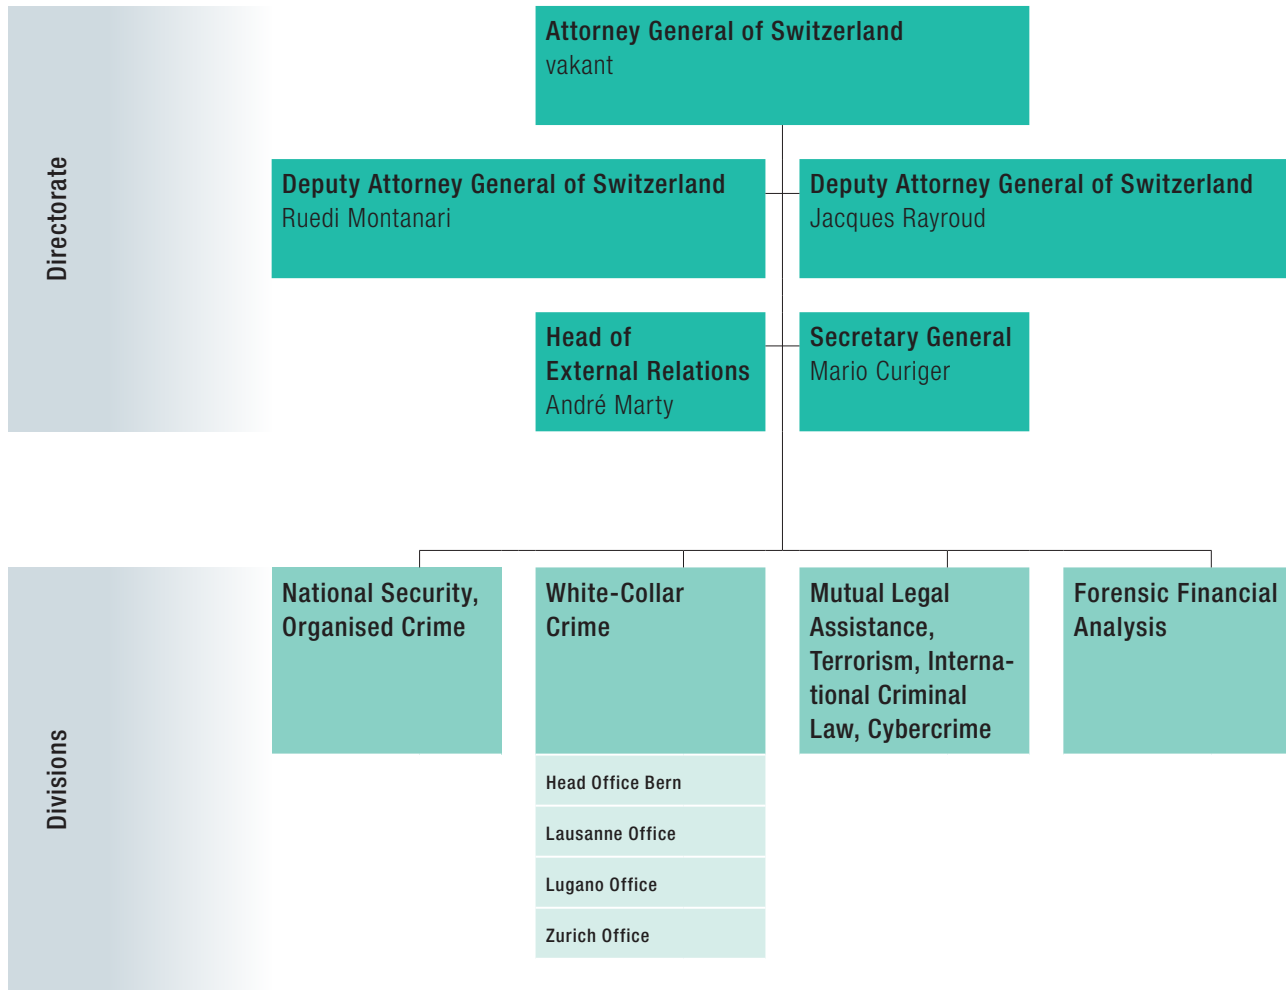 Directorate
Attorney General of Switzerland
vakant
Deputy Attorney General of Switzerland
Ruedi Montanari
Deputy Attorney General of Switzerland
Jacques Rayroud
Head of
External Relations
André Marty
Secretary General
Mario Curiger
Divisions
National Security,
Organised Crime
White-Collar
Crime
Head Office Bern
Lausanne Office
Lugano Office
Zurich Office
Mutual Legal
Assistance,
Terrorism, Interna-
tional Criminal
Law, Cybercrime
Forensic Financial
Analysis